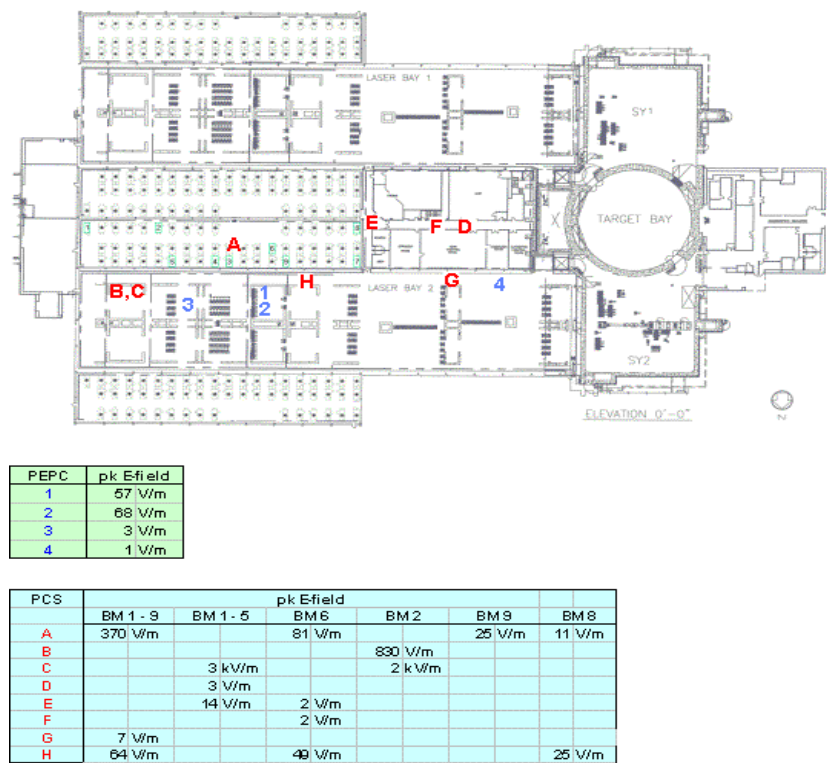 LASER BAY 1
SY1
TARGET BAY
E
F D
A
B,C
H
G
LASER BAY 2
1
2
3
4
SY2
ELEVATION 0'-0"
N
PEPC pk E-field
1 57 V/m
2 68 V/m
3 3 V/m
4 1 V/m
PCS pk E-field
BM 1 - 9 BM 1 - 5 BM 6 BM 2 BM 9 BM 8
A 370 V/m 81 V/m 25 V/m 11 V/m
B 830 V/m
C 3 kV/m 2 kV/m
D 3 V/m
E 14 V/m 2 V/m
F 2 V/m
G 7 V/m
H 64 V/m 49 V/m 25 V/m